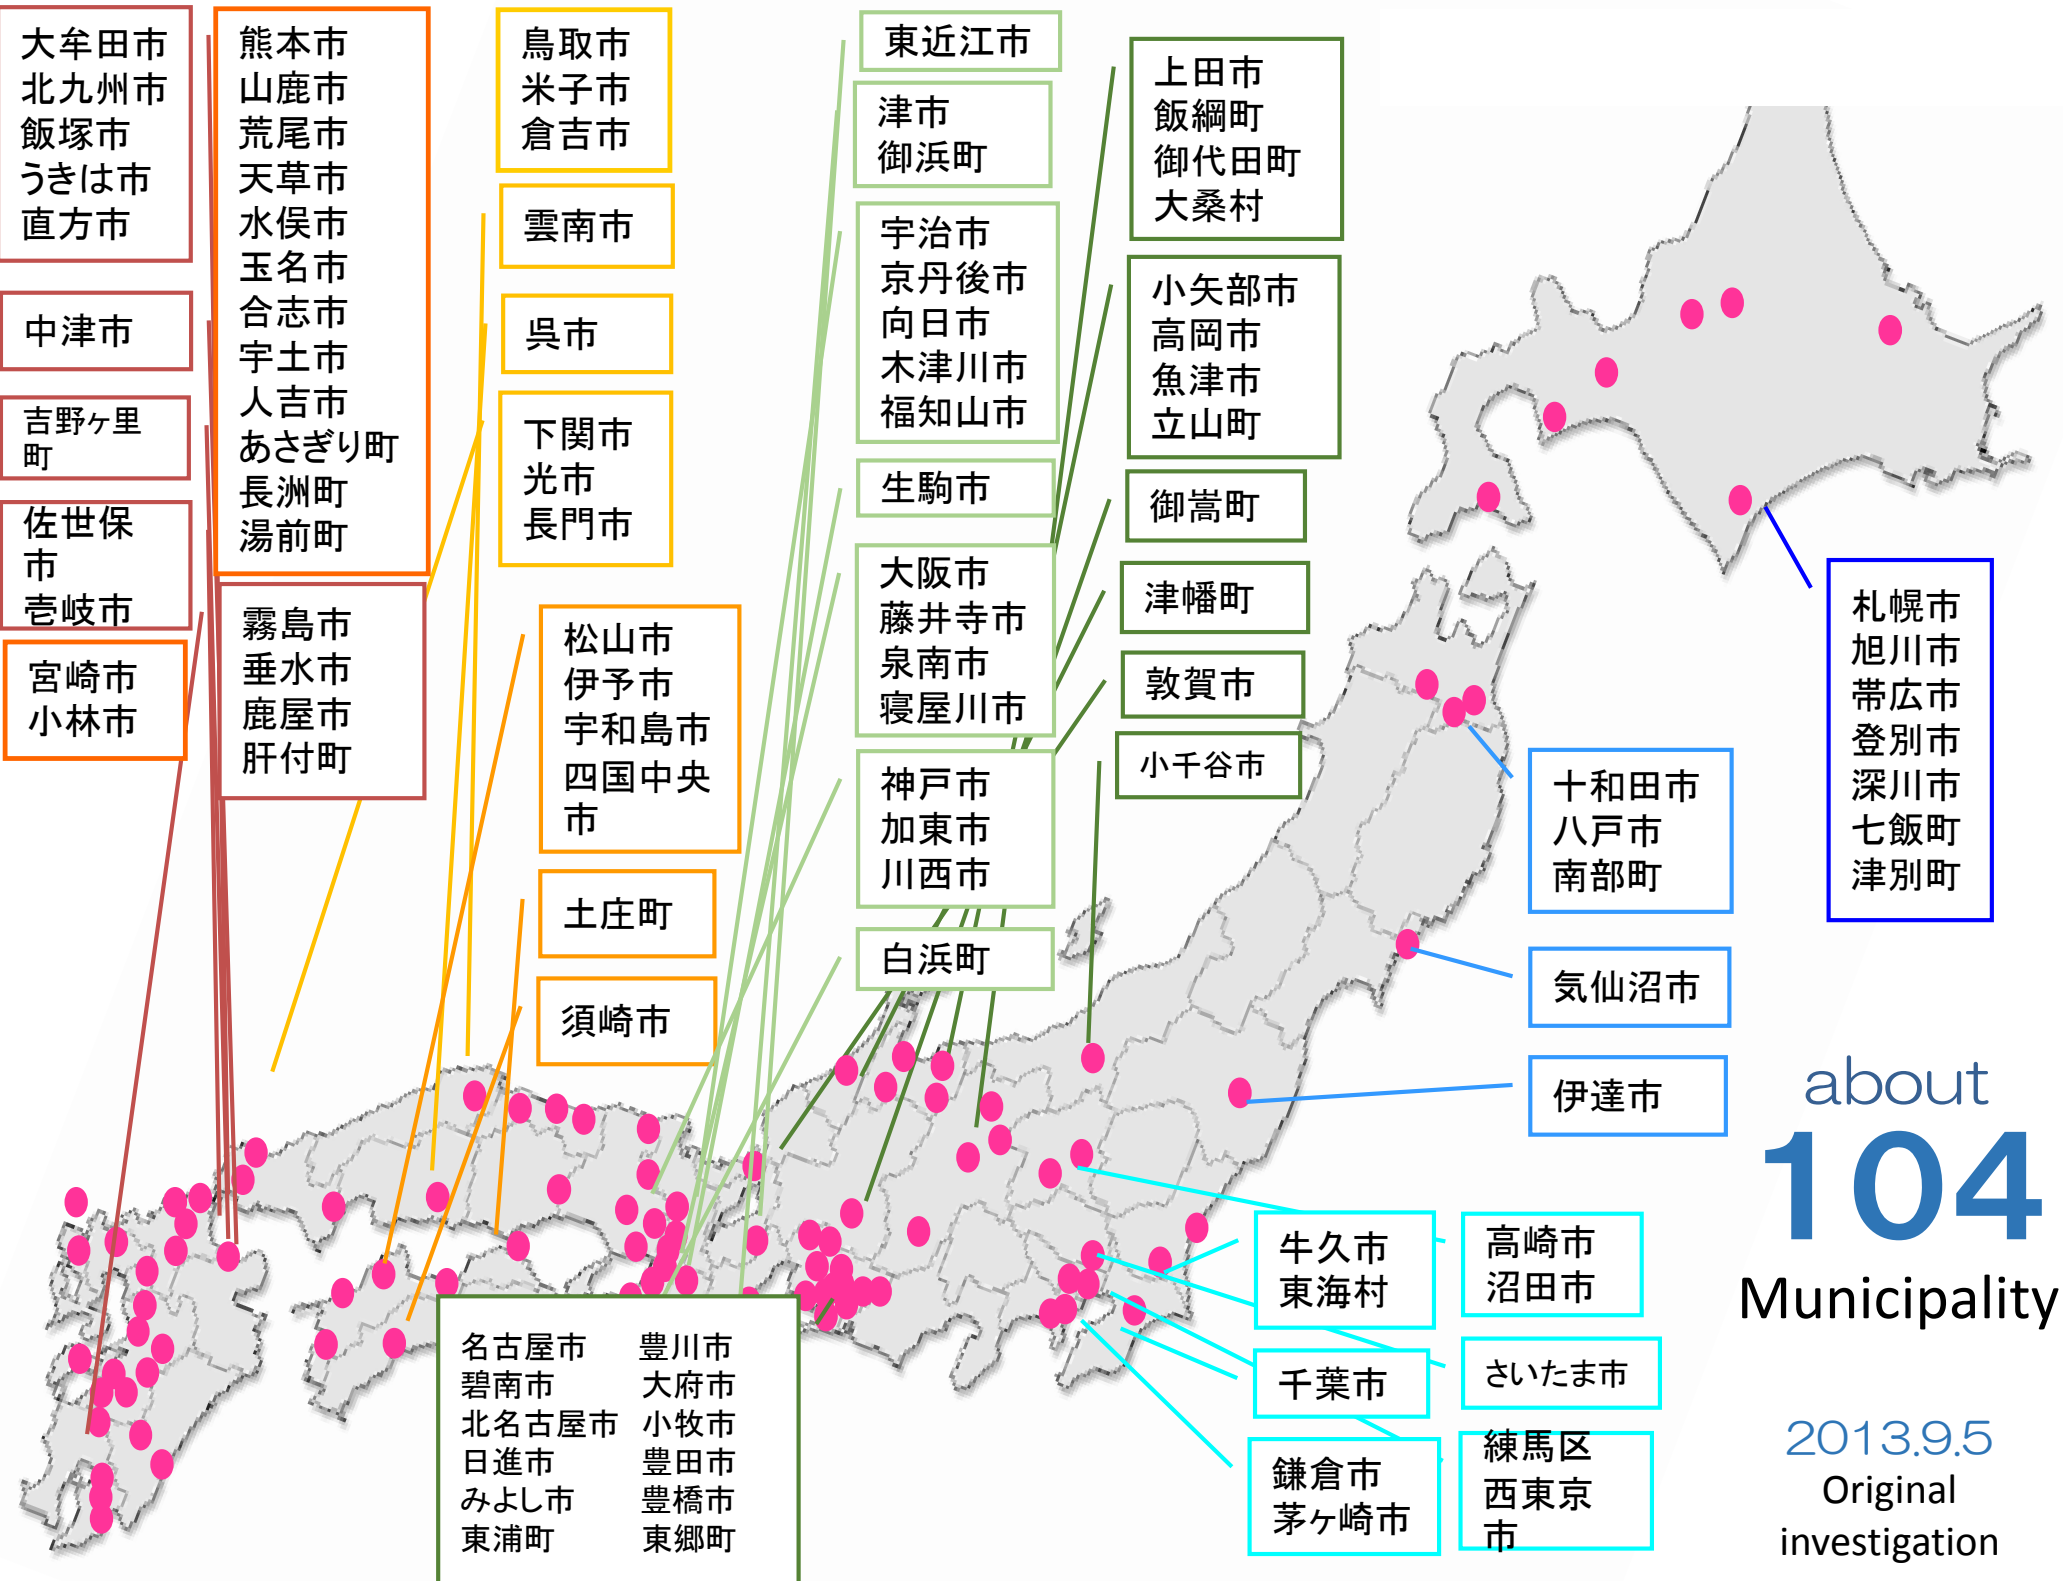 大牟田市
北九州市
飯塚市
うきは市
直方市
中津市
吉野ヶ里
町
佐世保
市
壱岐市
宮崎市
小林市
熊本市
山鹿市
荒尾市
天草市
水俣市
玉名市
合志市
宇土市
人吉市
あさぎり町
長洲町
湯前町
霧島市
垂水市
鹿屋市
肝付町
鳥取市
米子市
倉吉市
雲南市
呉市
下関市
光市
長門市
松山市
伊予市
宇和島市
四国中央
市
土庄町
須崎市
東近江市
津市
御浜町
宇治市
京丹後市
向日市
木津川市
福知山市
生駒市
大阪市
藤井寺市
泉南市
寝屋川市
神戸市
加東市
川西市
白浜町
上田市
飯綱町
御代田町
大桑村
小矢部市
高岡市
魚津市
立山町
御嵩町
津幡町
敦賀市
小千谷市
名古屋市 豊川市
碧南市 大府市
北名古屋市 小牧市
日進市 豊田市
みよし市 豊橋市
東浦町 東郷町
札幌市
旭川市
帯広市
登別市
深川市
七飯町
津別町
十和田市
八戸市
南部町
気仙沼市
伊達市
牛久市
東海村
高崎市
沼田市
千葉市
さいたま市
鎌倉市
茅ヶ崎市
練馬区
西東京
市
about
104
Municipality
2013.9.5
Original
investigation